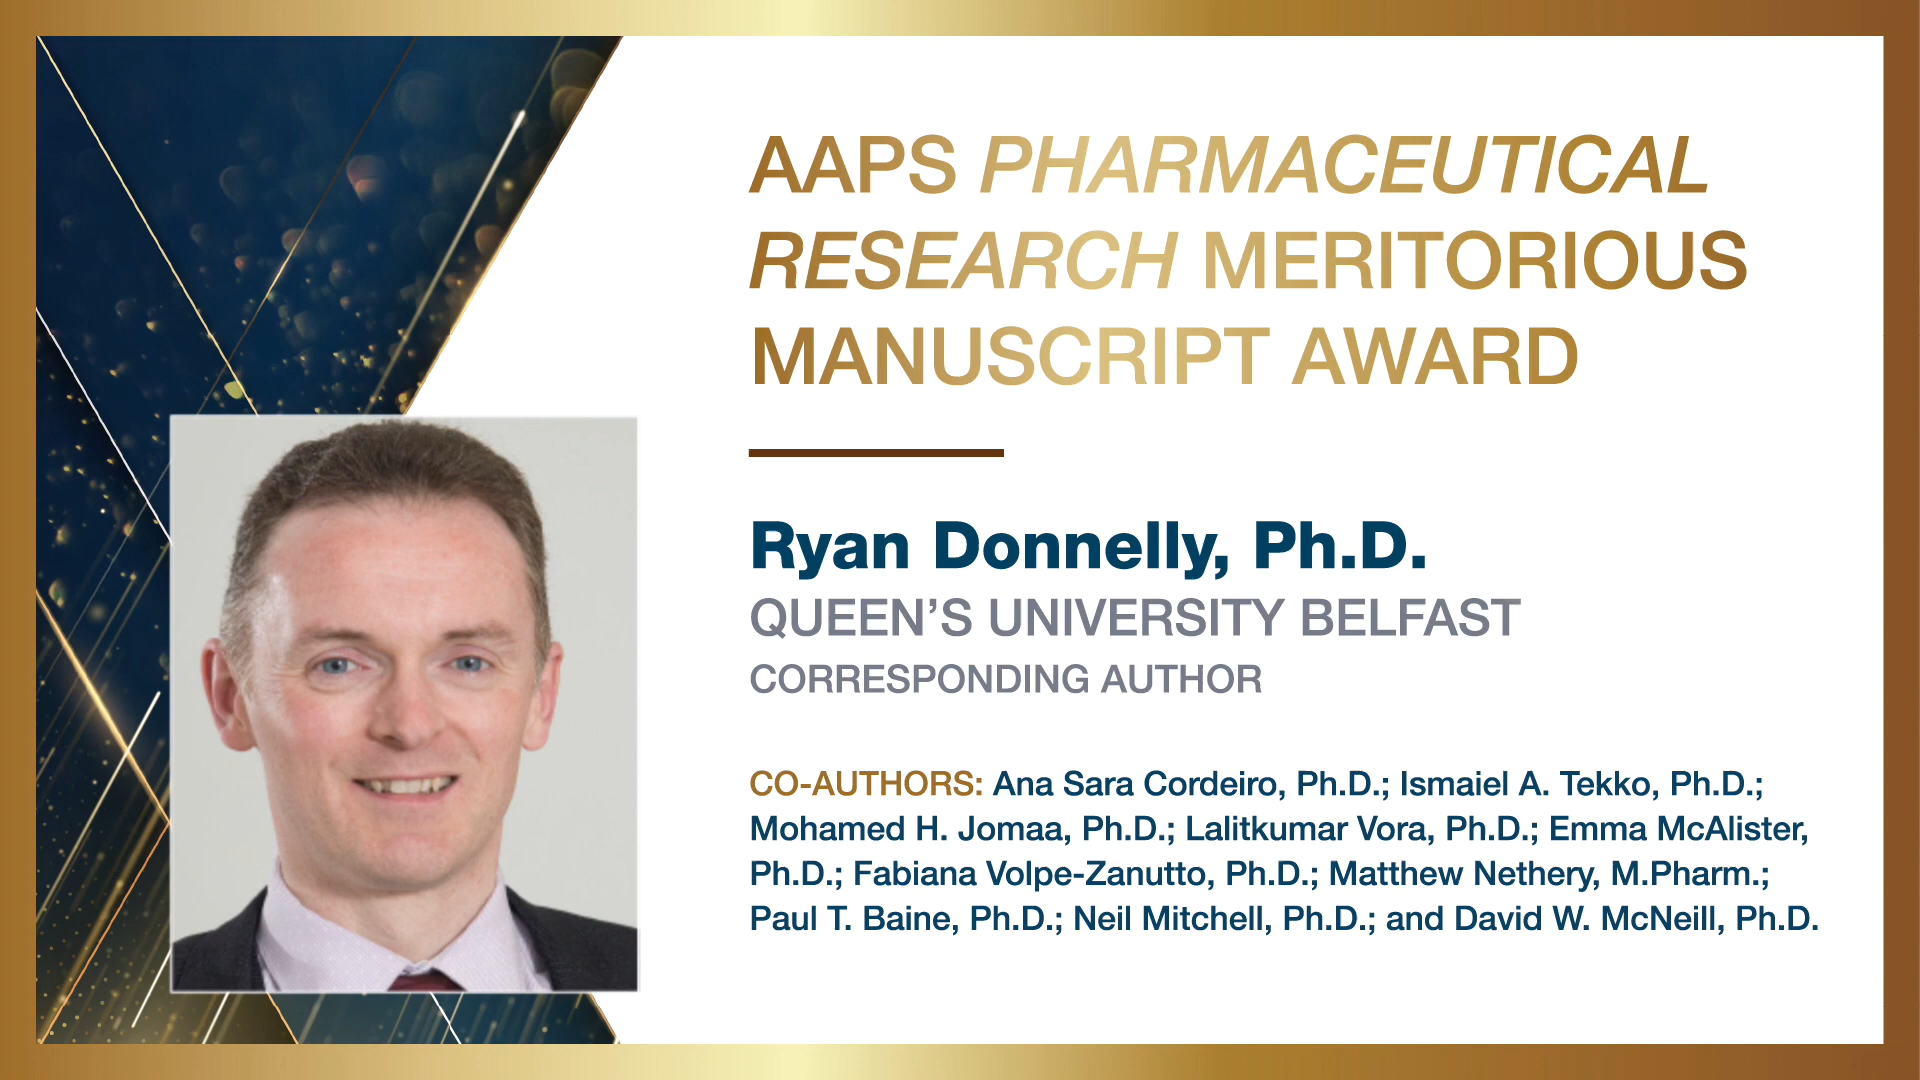 AAPS PHARMACEUTICAL
RESEARCH MERITORIOUS
MANUSCRIPT AWARD
Ryan Donnelly, Ph.D.
QUEEN’S UNIVERSITY BELFAST
CORRESPONDING AUTHOR
CO-AUTHORS: Ana Sara Cordeiro, Ph.D.; Ismaiel A. Tekko, Ph.D.;
Mohamed H. Jomaa, Ph.D.; Lalitkumar Vora, Ph.D.; Emma McAlister,
Ph.D.; Fabiana Volpe-Zanutto, Ph.D.; Matthew Nethery, M.Pharm.;
Paul T. Baine, Ph.D.; Neil Mitchell, Ph.D.; and David W. McNeill, Ph.D.